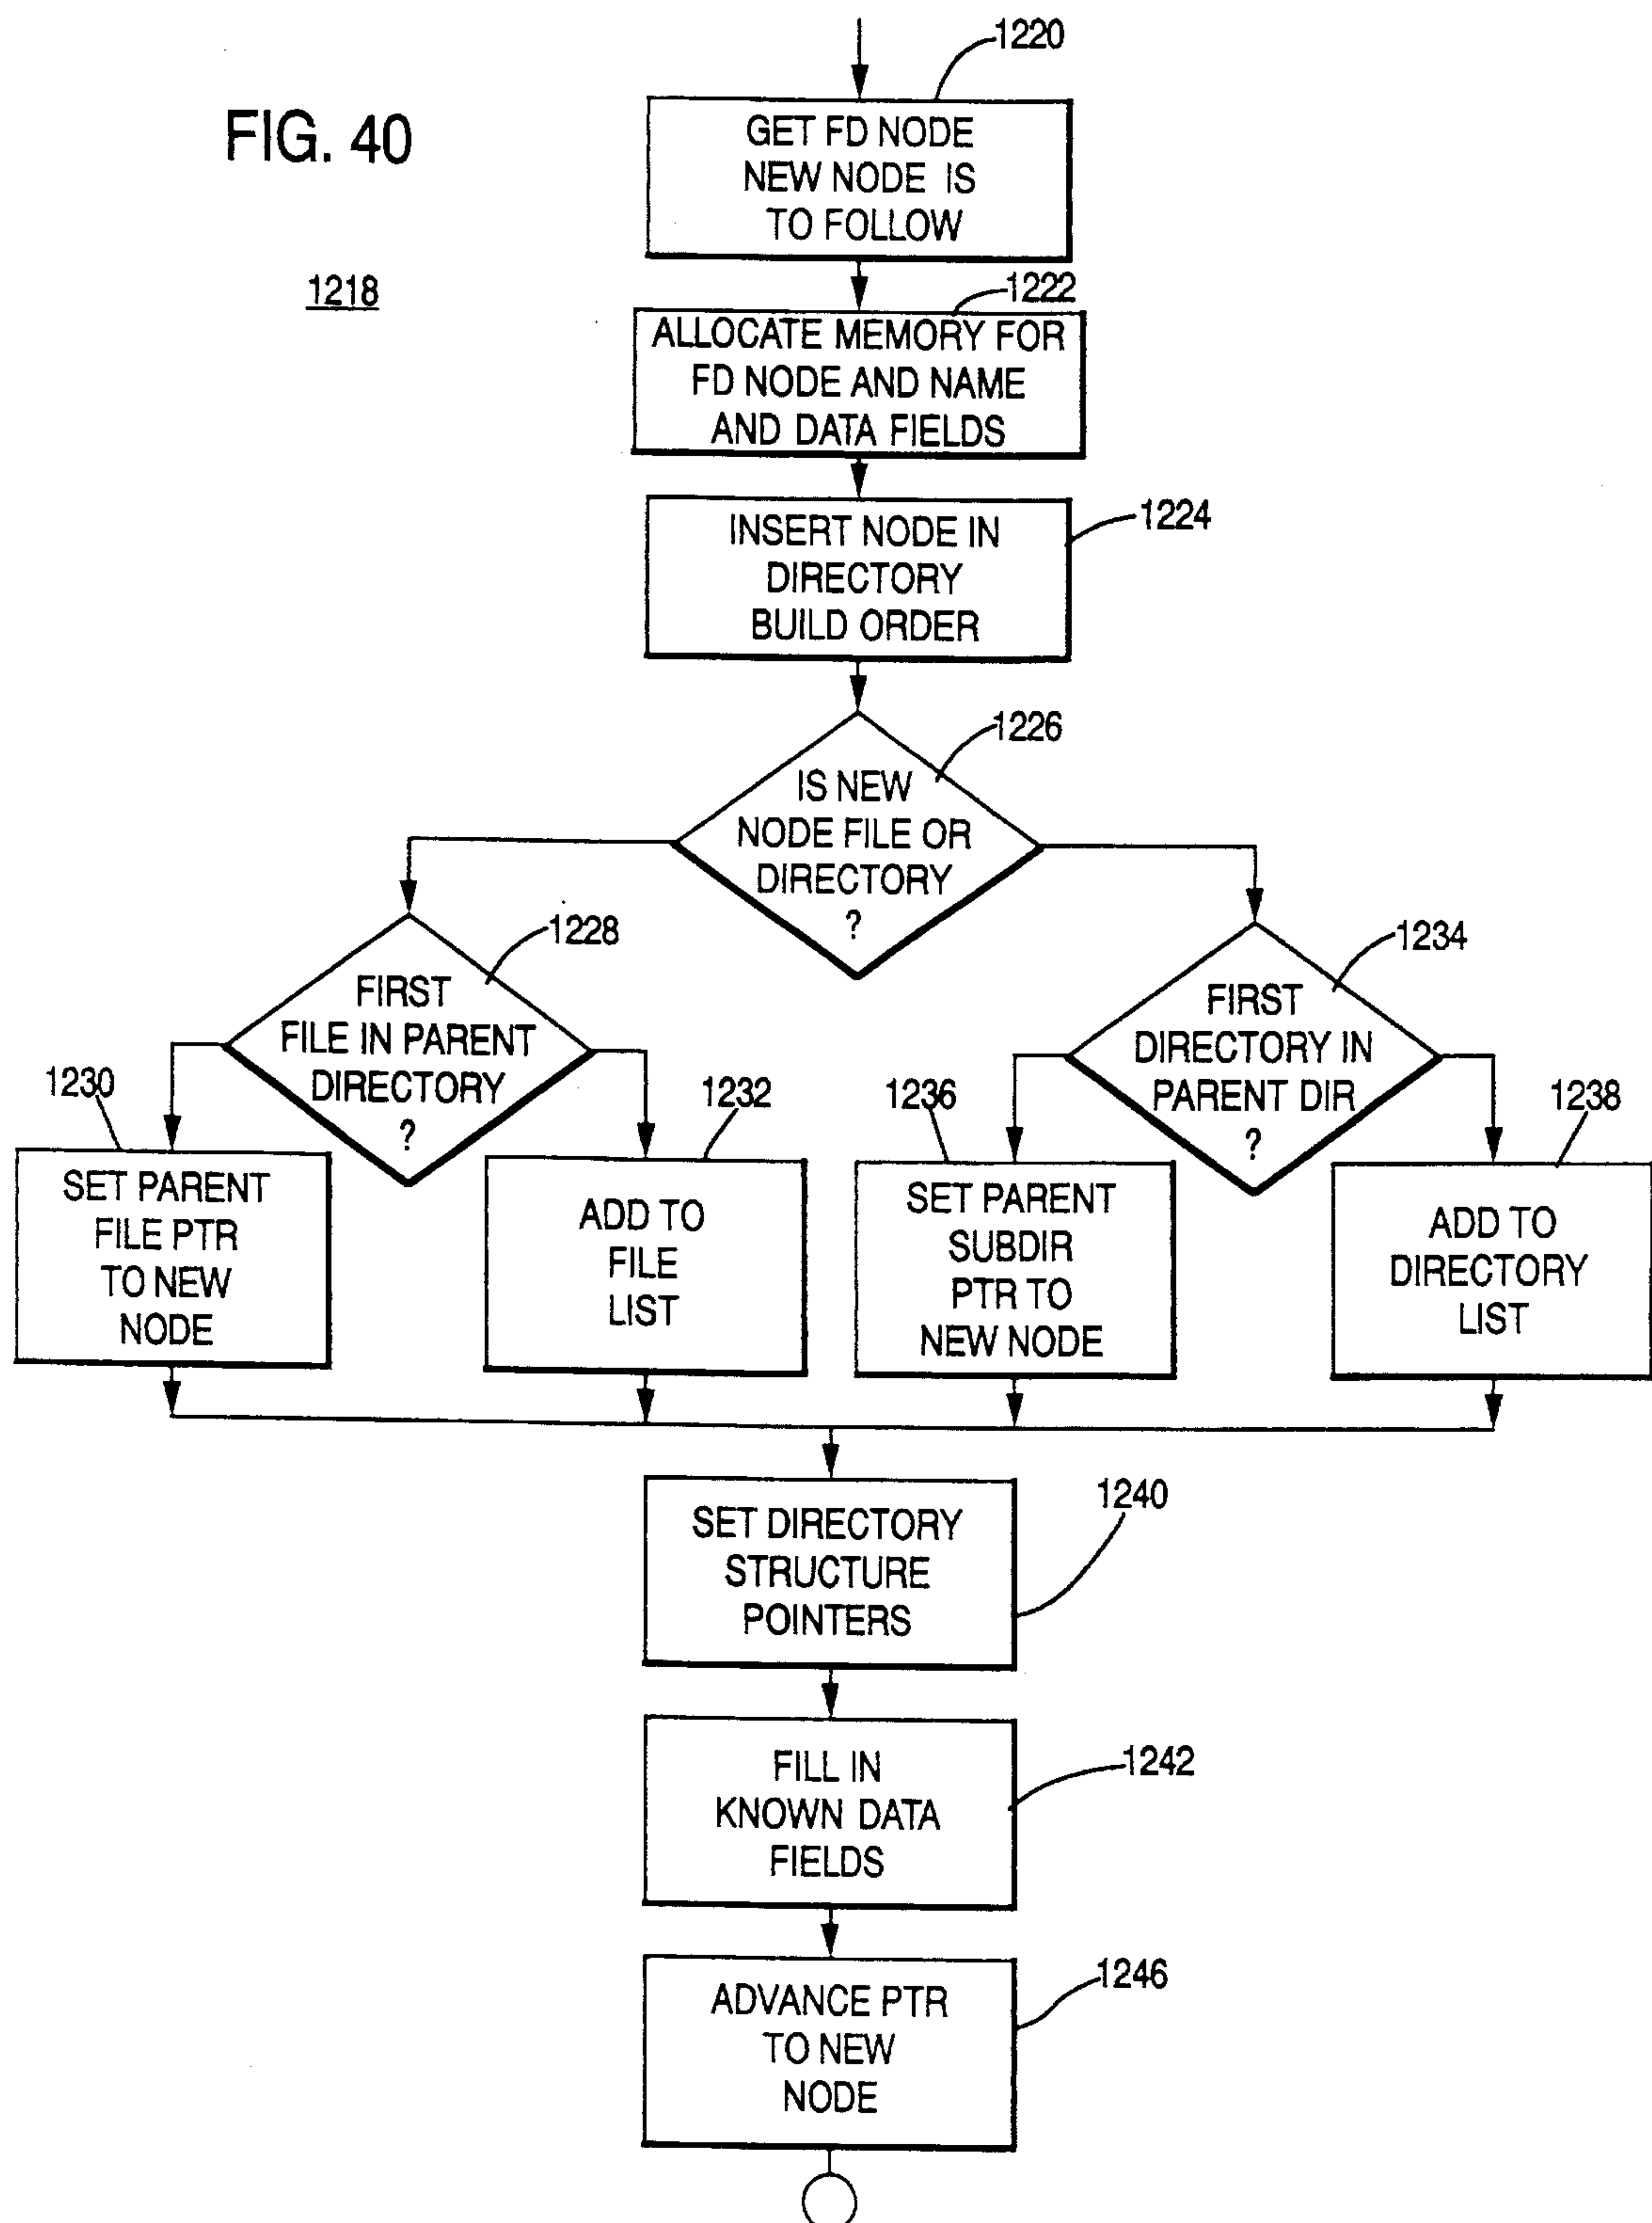 FIG. 40
1218
1220
GET FD NODE
NEW NODE IS
TO FOLLOW
1222
ALLOCATE MEMORY FOR
FD NODE AND NAME
AND DATA FIELDS
1224
INSERT NODE IN
DIRECTORY
BUILD ORDER
1226
IS NEW
NODE FILE OR
DIRECTORY
?
1228
FIRST
FILE IN PARENT
DIRECTORY
?
1234
FIRST
DIRECTORY IN
PARENT DIR
?
1230
SET PARENT
FILE PTR
TO NEW
NODE
1232
ADD TO
FILE
LIST
1236
SET PARENT
SUBDIR
PTR TO
NEW NODE
1238
ADD TO
DIRECTORY
LIST
1240
SET DIRECTORY
STRUCTURE
POINTERS
1242
FILL IN
KNOWN DATA
FIELDS
1246
ADVANCE PTR
TO NEW
NODE